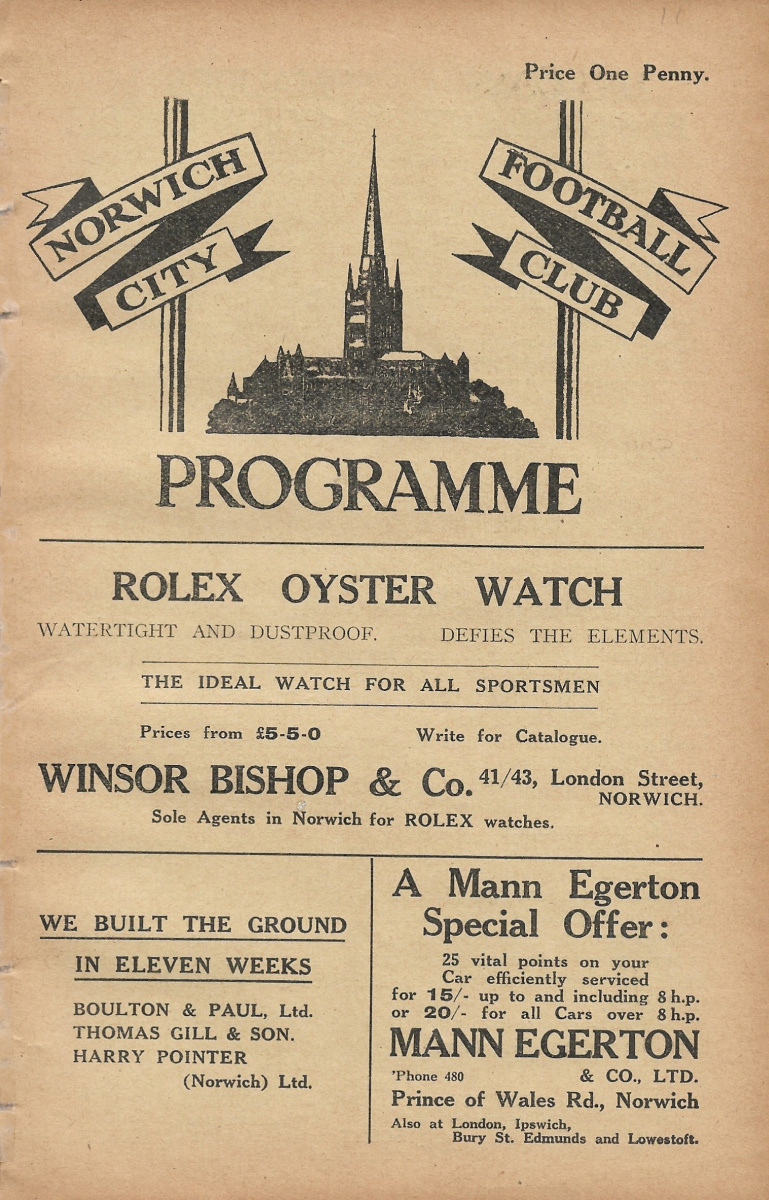 Price One Penny.
NORWICH
CITY
FOOTBALL
CLUB
PROGRAMME
ROLEX OYSTER WATCH
WATERTIGHT AND DUSTPROOF. DEFIES THE ELEMENTS.
THE IDEAL WATCH FOR ALL SPORTSMEN
Prices from £5-5-0 Write for Catalogue.
WINSOR BISHOP & Co. 41/43, London Street,
NORWICH.
Sole Agents in Norwich for ROLEX watches.
WE BUILT THE GROUND
IN ELEVEN WEEKS
BOULTON & PAUL, Ltd.
THOMAS GILL & SON.
HARRY POINTER
(Norwich) Ltd.
A Mann Egerton
Special Offer:
25 vital points on your
Car efficiently serviced
for 15/- up to and including 8 h.p.
or 20/- for all Cars over 8 h.p.
MANN EGERTON
'Phone 480 & CO., LTD.
Prince of Wales Rd., Norwich
Also at London, Ipswich,
Bury St. Edmunds and Lowestoft.